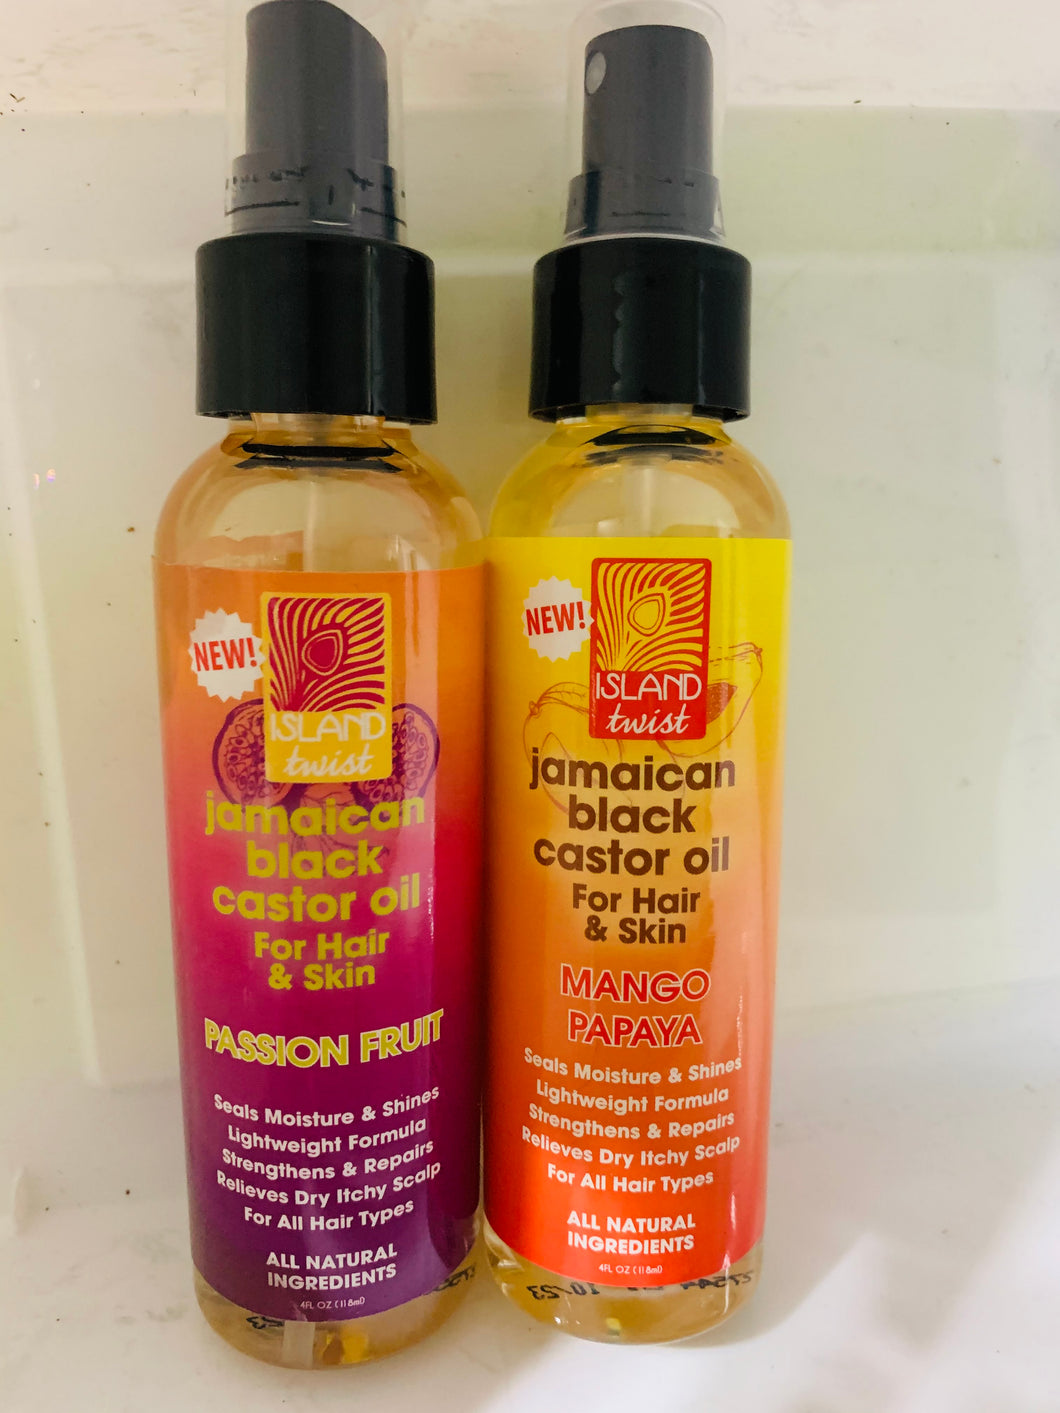 NEW!
ISLAND
twist
jamaican
black
castor oil
For Hair
& Skin
PASSION FRUIT
Seals Moisture & Shines
Lightweight Formula
Strengthens & Repairs
Relieves Dry Itchy Scalp
For All Hair Types
ALL NATURAL
INGREDIENTS
4FL OZ (118ml)
NEW!
ISLAND
twist
jamaican
black
castor oil
For Hair
& Skin
MANGO
PAPAYA
Seals Moisture & Shines
Lightweight Formula
Strengthens & Repairs
Relieves Dry Itchy Scalp
For All Hair Types
ALL NATURAL
INGREDIENTS
4FL OZ (118ml)